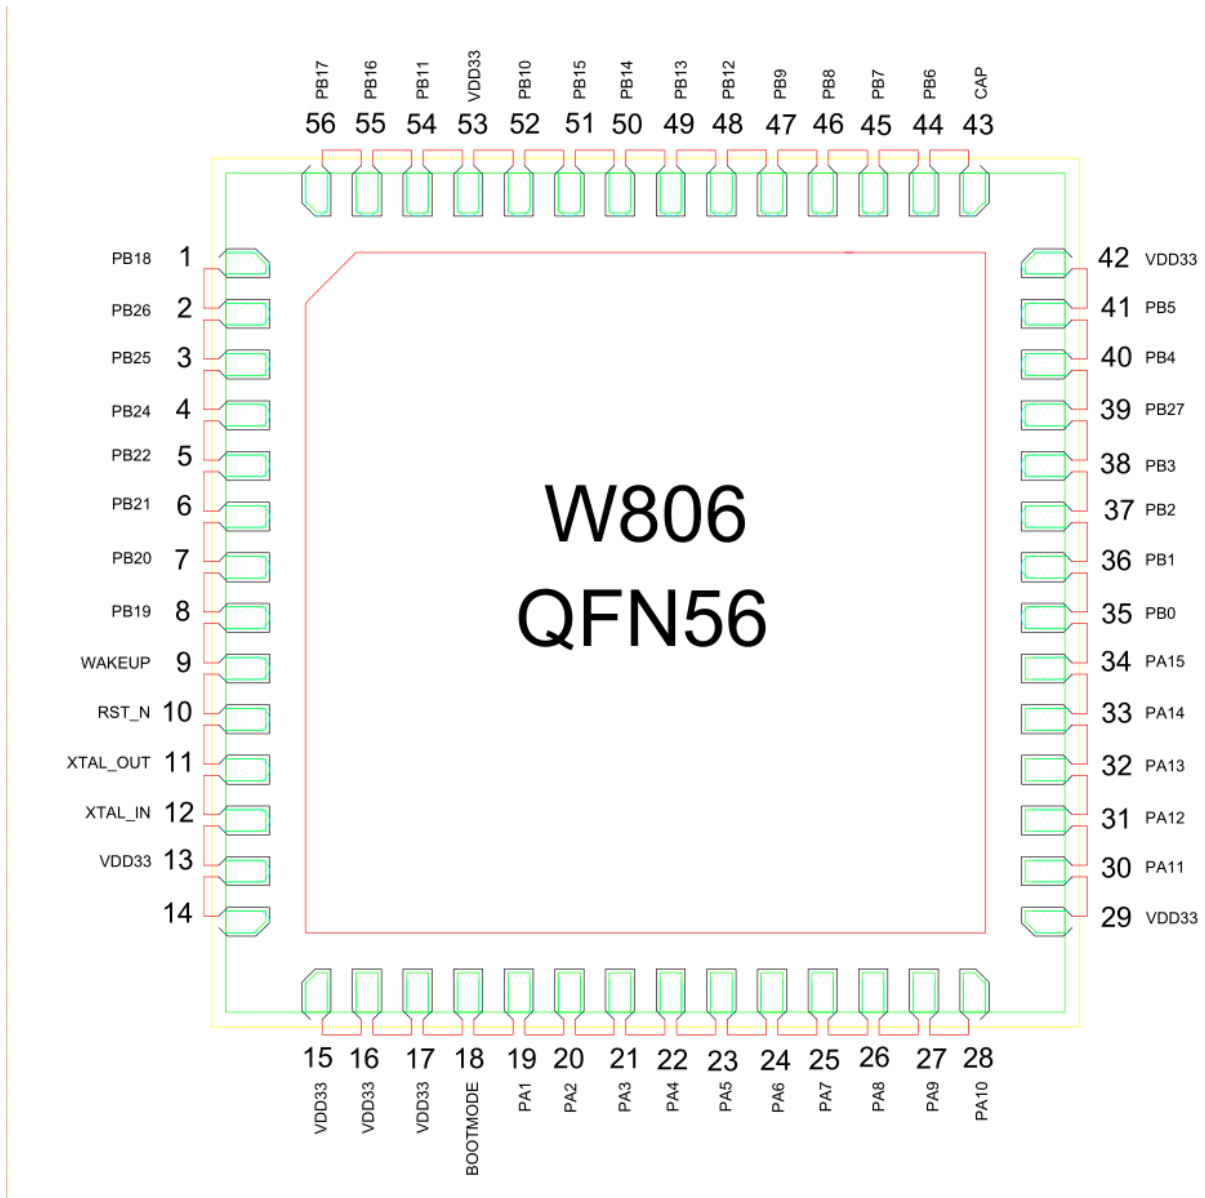 PB17 PB16 PB11 VDD33 PB10 PB15 PB14 PB13 PB12 PB9 PB8 PB7 PB6 CAP
56 55 54 53 52 51 50 49 48 47 46 45 44 43
PB18 1 42 VDD33
PB26 2 41 PB5
PB25 3 40 PB4
PB24 4 39 PB27
PB22 5 38 PB3
PB21 6 37 PB2
W806
PB20 7 36 PB1
PB19 8 35 PB0
QFN56
WAKEUP 9 34 PA15
RST_N 10 33 PA14
XTAL_OUT 11 32 PA13
XTAL_IN 12 31 PA12
VDD33 13 30 PA11
14 29 VDD33
15 16 17 18 19 20 21 22 23 24 25 26 27 28
VDD33 VDD33 VDD33 BOOTMODE PA1 PA2 PA3 PA4 PA5 PA6 PA7 PA8 PA9 PA10